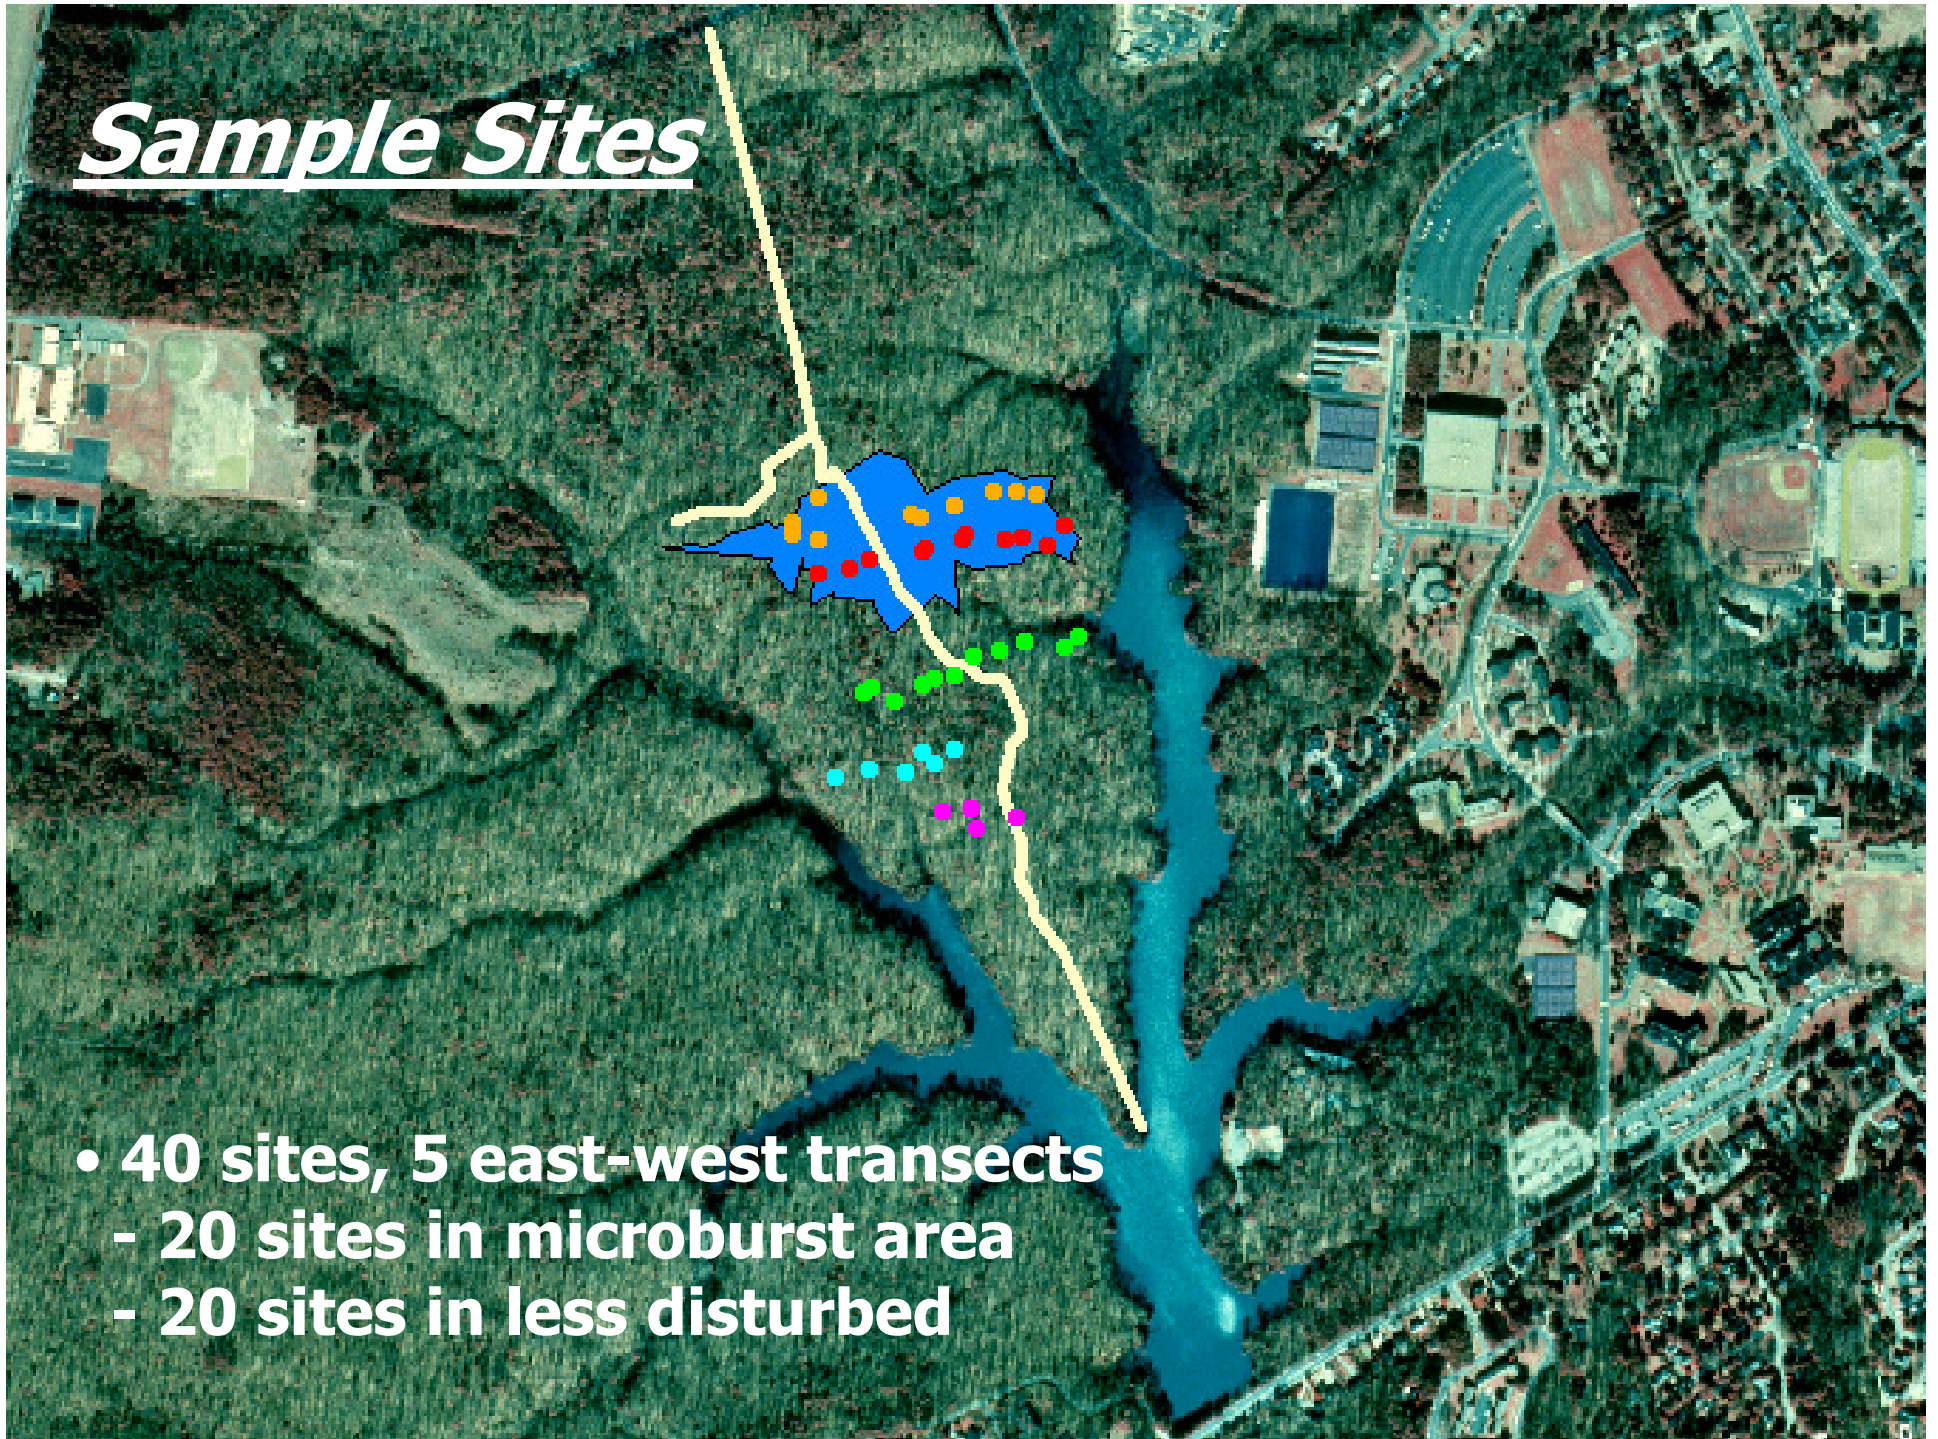 Sample Sites
• 40 sites, 5 east-west transects
- 20 sites in microburst area
- 20 sites in less disturbed